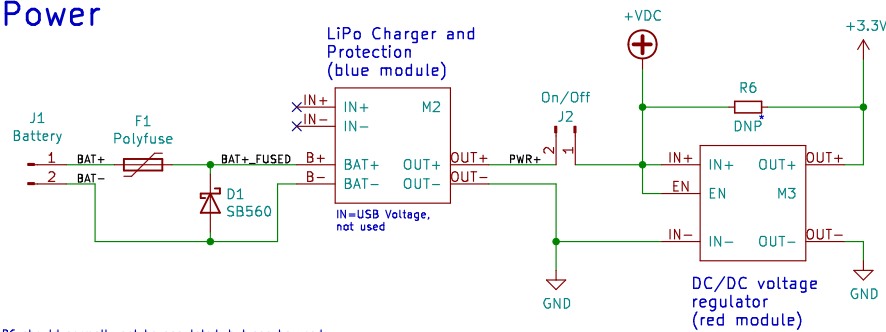 Power
LiPo Charger and
Protection
(blue module)
+VDC
+3.3V
J1
Battery
F1
Polyfuse
On/Off
J2
R6
DNP*
1 BAT+
2 BAT-
BAT+_FUSED
D1
SB560
IN+ IN+ M2
IN- IN-
B+ BAT+ OUT+ OUT+
B- BAT- OUT- OUT-
IN=USB Voltage,
not used
PWR+
2 1
GND
IN+ IN+ OUT+ OUT+
EN EN M3
IN- IN- OUT- OUT-
GND
DC/DC voltage
regulator
(red module)